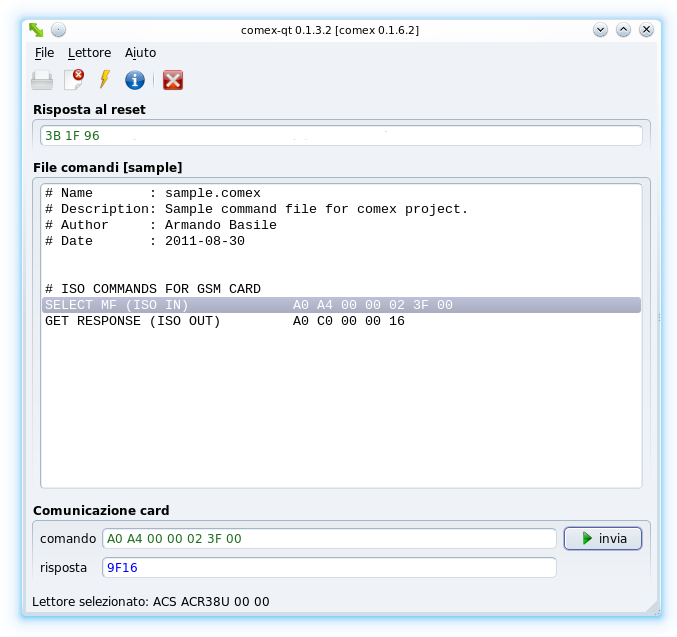 comex-qt 0.1.3.2 [comex 0.1.6.2]
File Lettore Aiuto
Risposta al reset
3B 1F 96
File comandi [sample]
# Name       : sample.comex
# Description: Sample command file for comex project.
# Author     : Armando Basile
# Date       : 2011-08-30
# ISO COMMANDS FOR GSM CARD
SELECT MF (ISO IN)             A0 A4 00 00 02 3F 00
GET RESPONSE (ISO OUT)         A0 C0 00 00 16
Comunicazione card
comando A0 A4 00 00 02 3F 00 invia
risposta 9F16
Lettore selezionato: ACS ACR38U 00 00